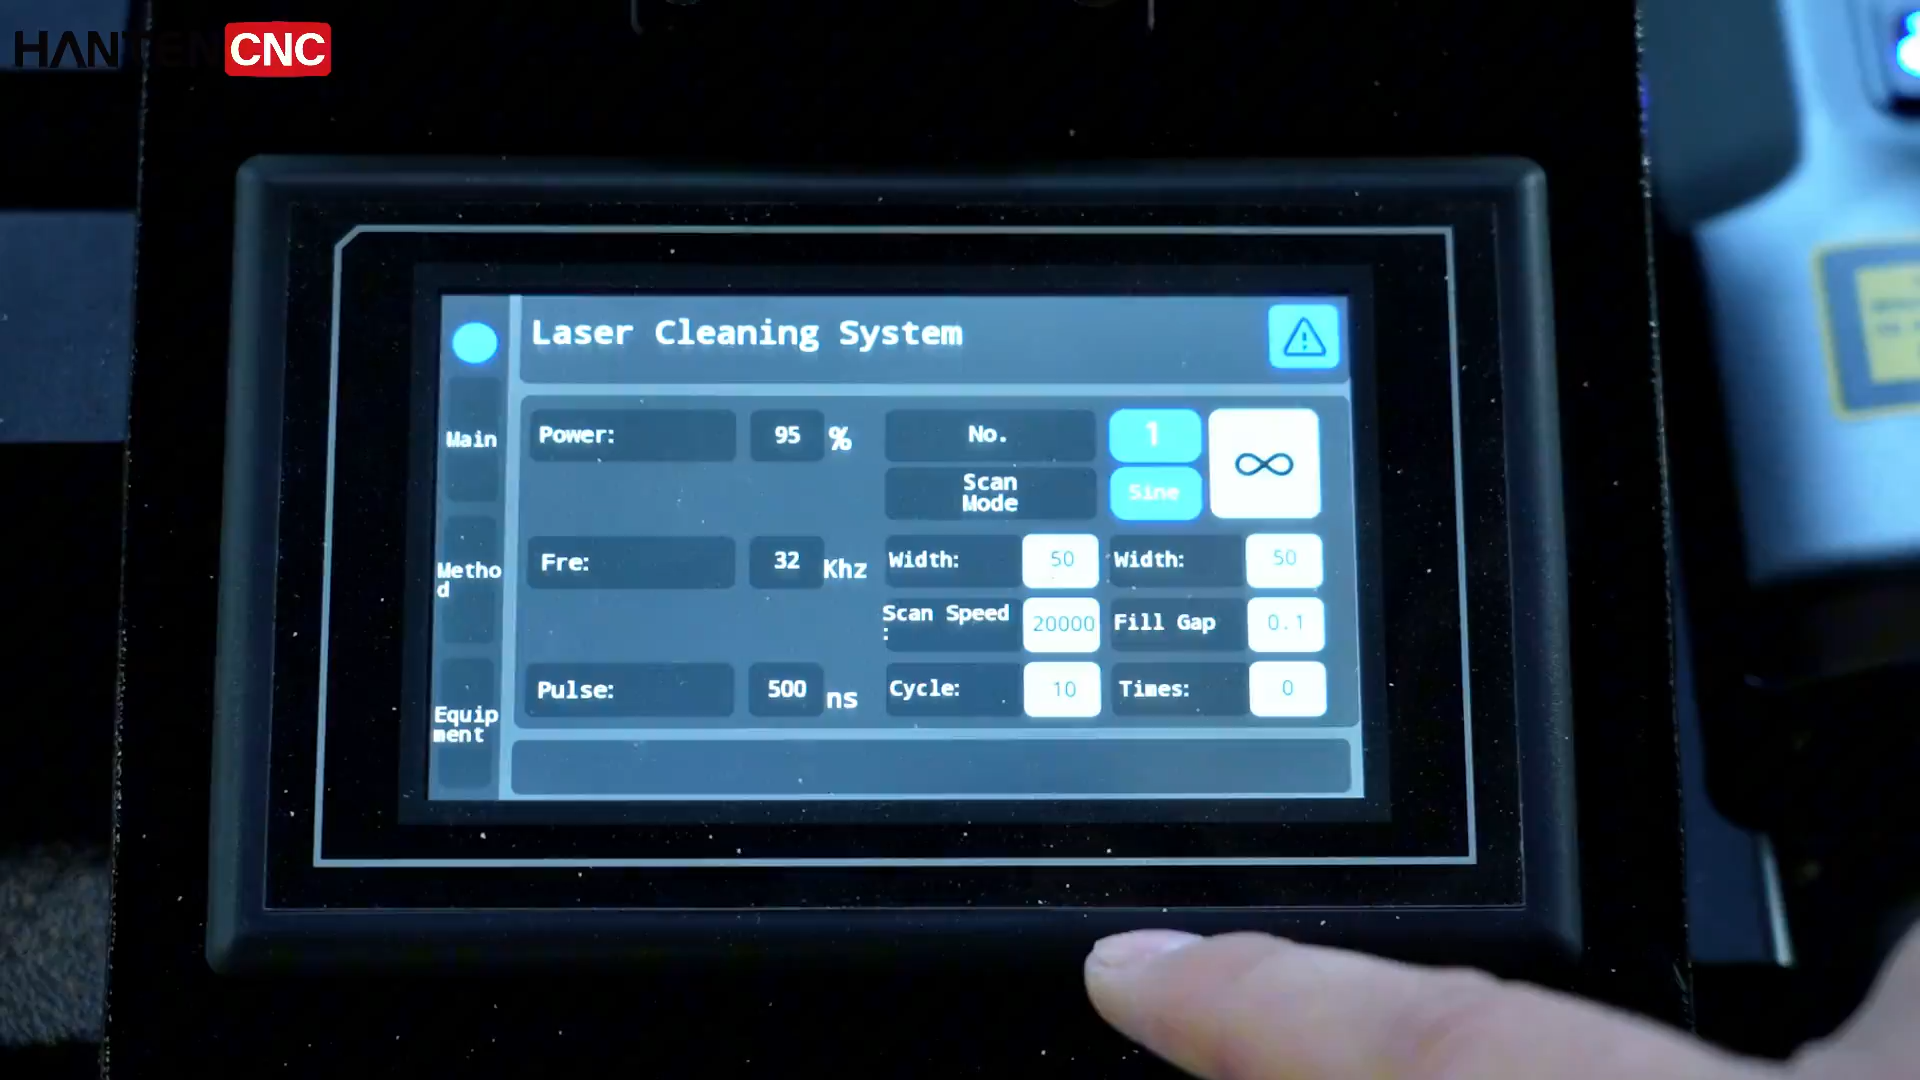 HANTENCNC
Laser Cleaning System
Main
Metho
d
Equip
ment
Power: 95 %
Fre: 32 Khz
Pulse: 500 ns
No. 1
Scan
Mode
Sine
∞
Width: 50 Width: 50
Scan Speed
:
20000 Fill Gap 0.1
Cycle: 10 Times: 0